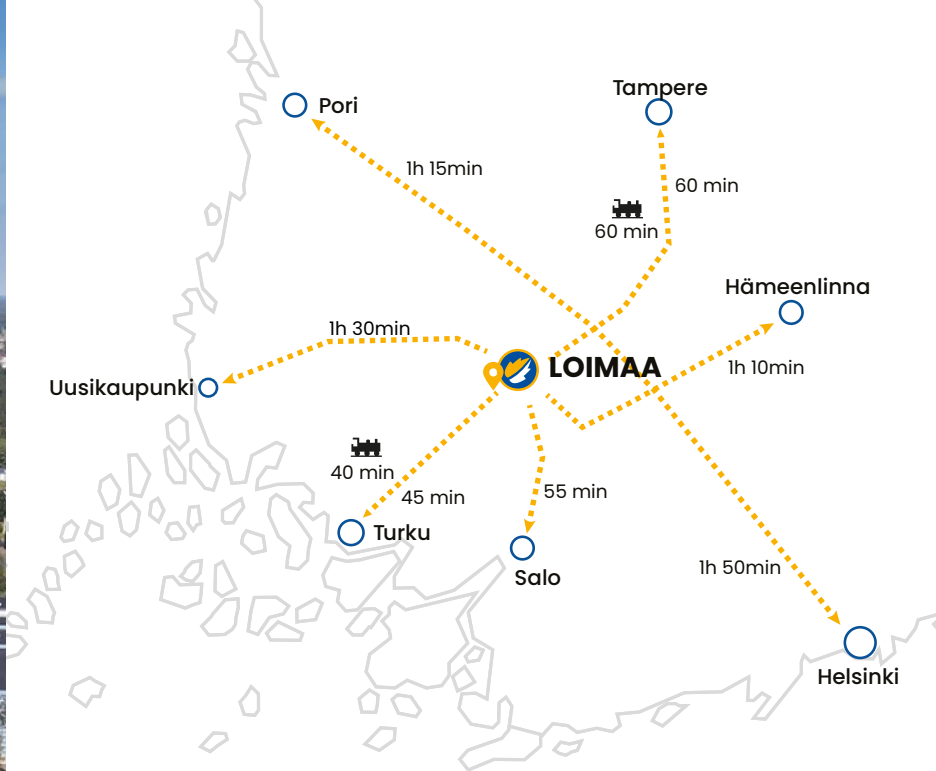 Tampere
Pori
1h 15min
60 min
60 min
Hämeenlinna
1h 30min
LOIMAA
1h 10min
Uusikaupunki
40 min
45 min
55 min
Turku
Salo
1h 50min
Helsinki